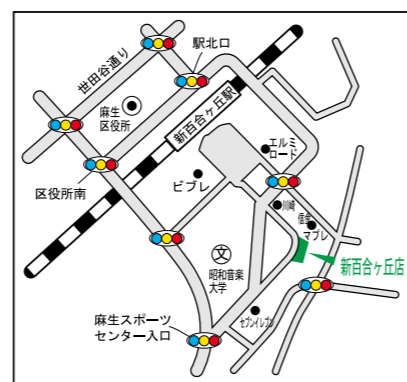 世田谷通り
駅北口
麻生
区役所
新百合ヶ丘駅
エルミ
ロード
区役所南
ビブレ
川崎
信金
マプレ
文
昭和音楽
大学
新百合ヶ丘店
麻生スポーツ
センター入口
セブンイレブン